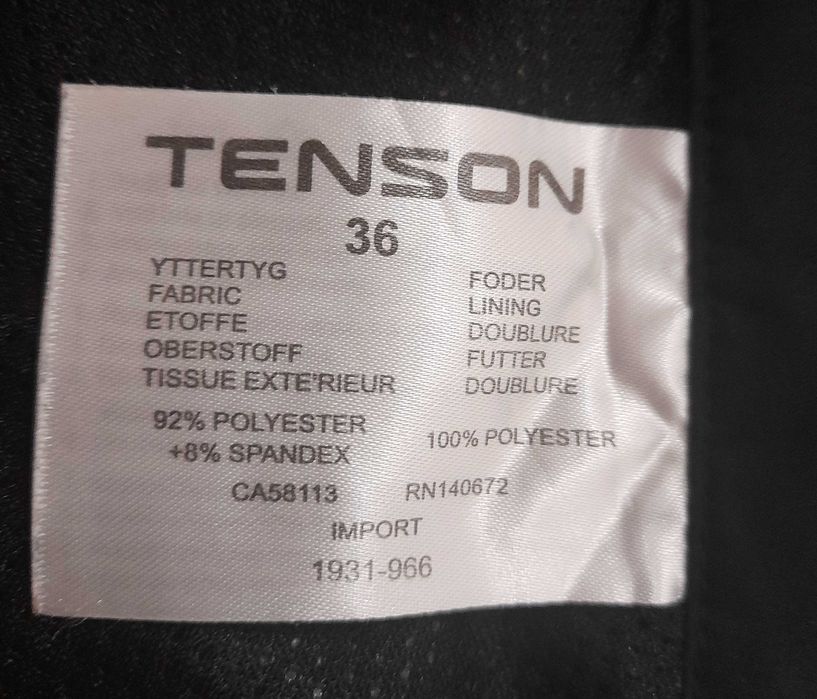 TENSON
36
YTTERTYG
FABRIC
ETOFFE
OBERSTOFF
TISSUE EXTE'RIEUR
92% POLYESTER
+8% SPANDEX
FODER
LINING
DOUBLURE
FUTTER
DOUBLURE
100% POLYESTER
CA58113 RN140672
IMPORT
1931-966